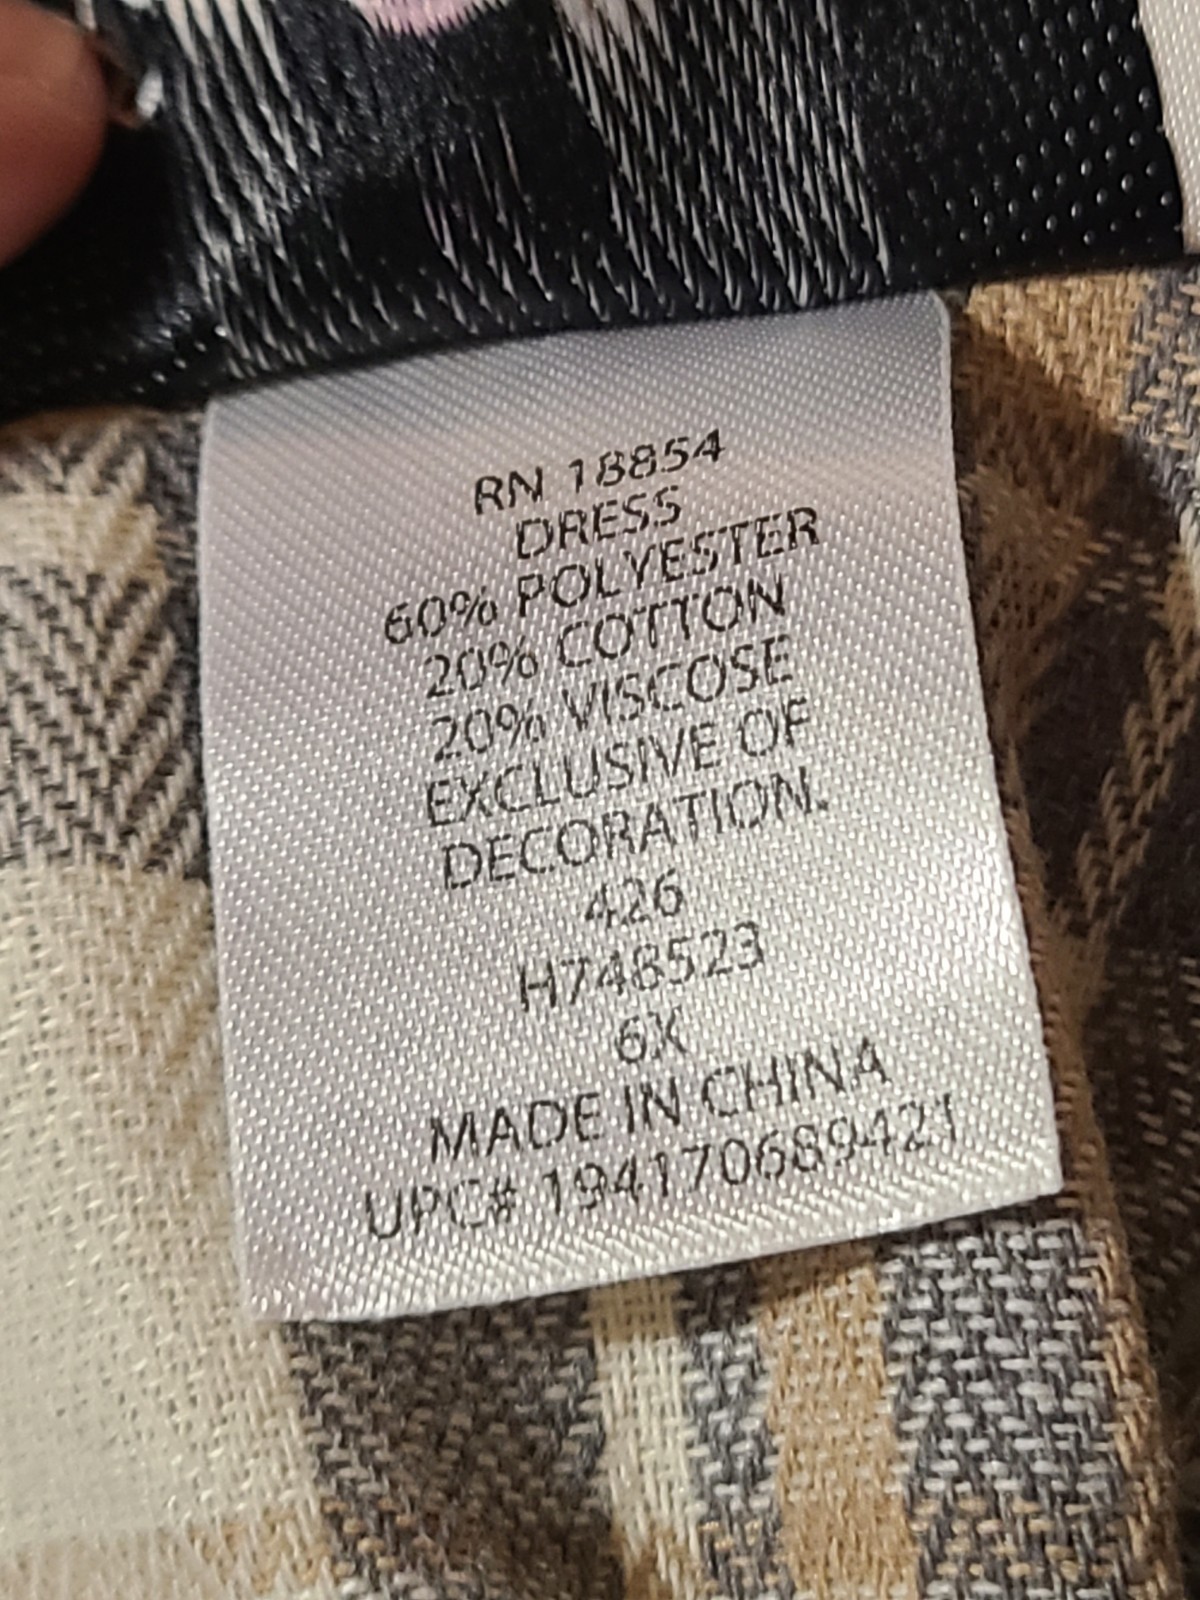 RN 18854
DRESS
60% POLYESTER
20% COTTON
20% VISCOSE
EXCLUSIVE OF
DECORATION.
426
H748523
6X
MADE IN CHINA
UPC# 194170689421